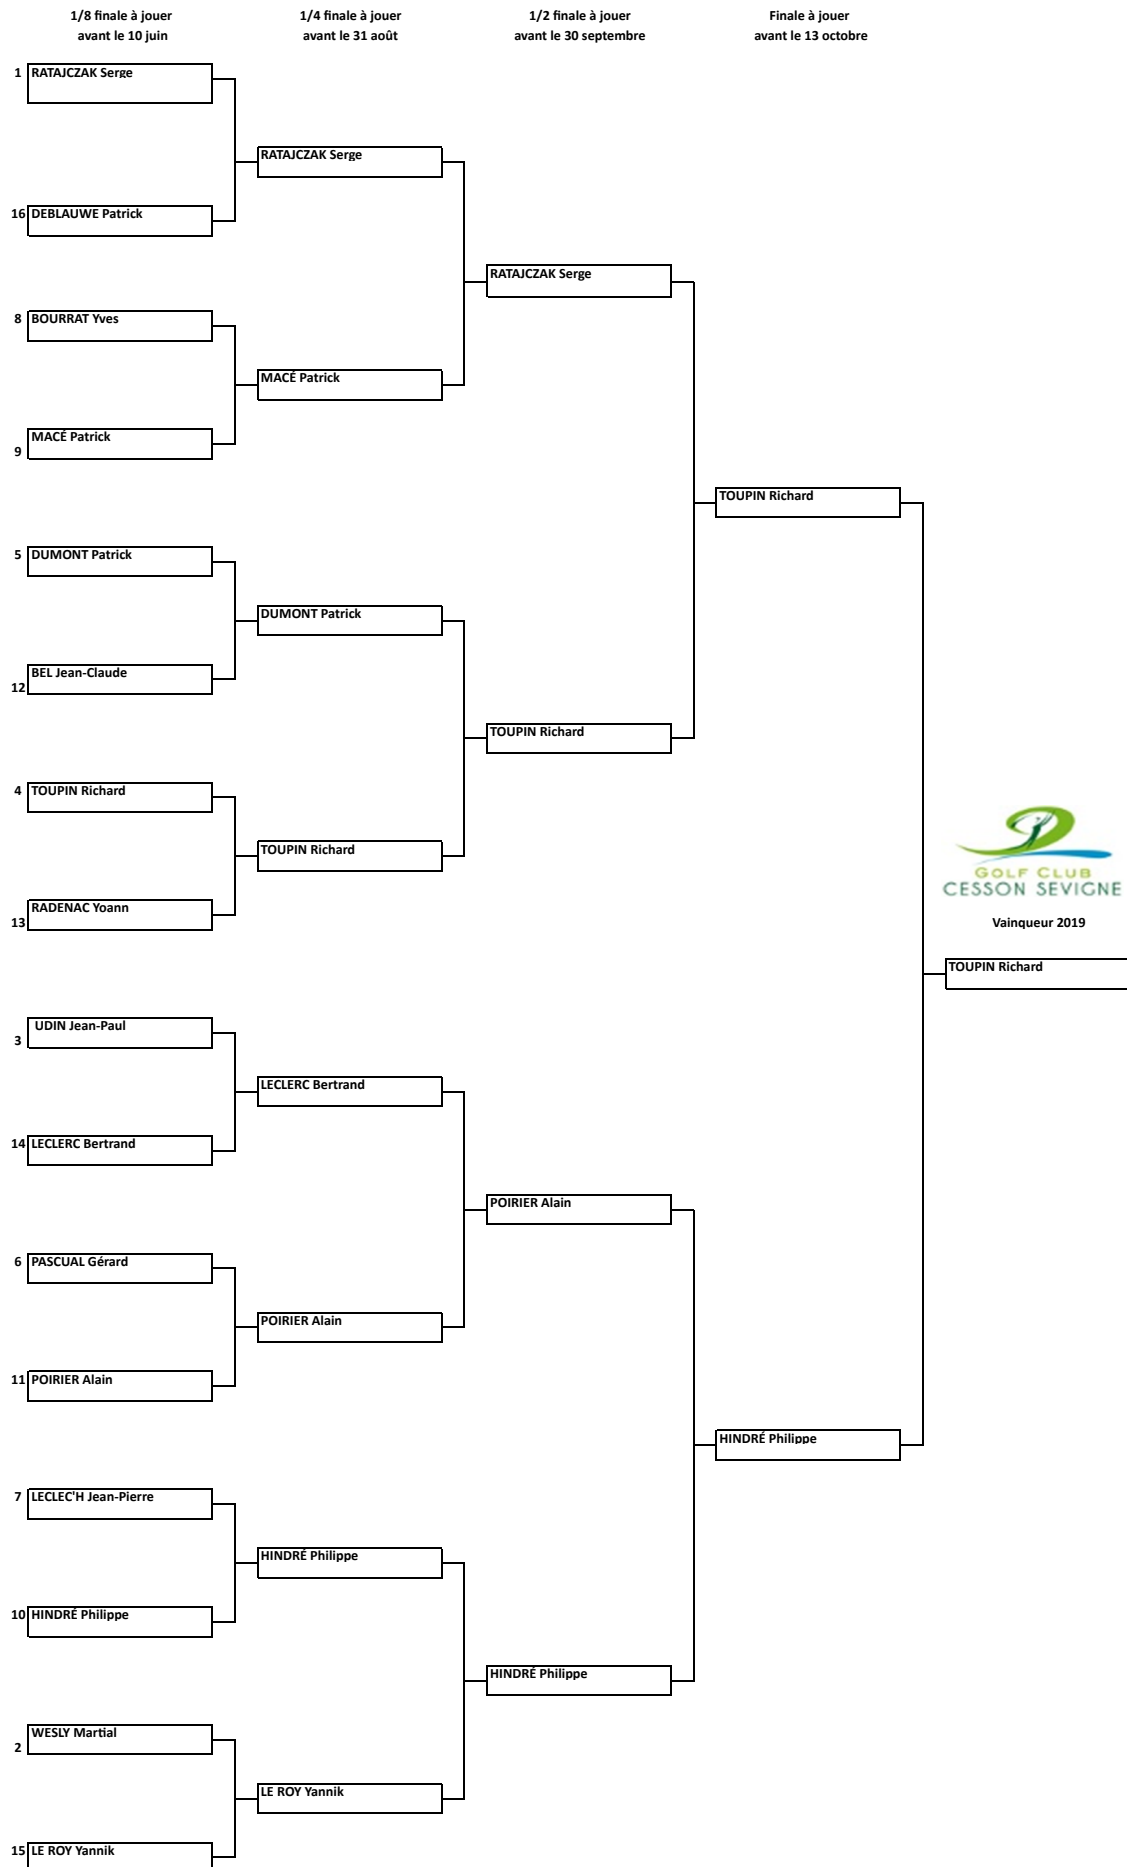 1/8 finale à jouer
avant le 10 juin
1/4 finale à jouer
avant le 31 août
1/2 finale à jouer
avant le 30 septembre
Finale à jouer
avant le 13 octobre
1 RATAJCZAK Serge
RATAJCZAK Serge
16 DEBLAUWE Patrick
RATAJCZAK Serge
8 BOURRAT Yves
MACÉ Patrick
9 MACÉ Patrick
TOUPIN Richard
5 DUMONT Patrick
DUMONT Patrick
12 BEL Jean-Claude
TOUPIN Richard
4 TOUPIN Richard
TOUPIN Richard
13 RADENAC Yoann
GOLF CLUB
CESSON SEVIGNE
Vainqueur 2019
TOUPIN Richard
3 UDIN Jean-Paul
LECLERC Bertrand
14 LECLERC Bertrand
POIRIER Alain
6 PASCUAL Gérard
POIRIER Alain
11 POIRIER Alain
HINDRÉ Philippe
7 LECLEC'H Jean-Pierre
HINDRÉ Philippe
10 HINDRÉ Philippe
HINDRÉ Philippe
2 WESLY Martial
LE ROY Yannik
15 LE ROY Yannik